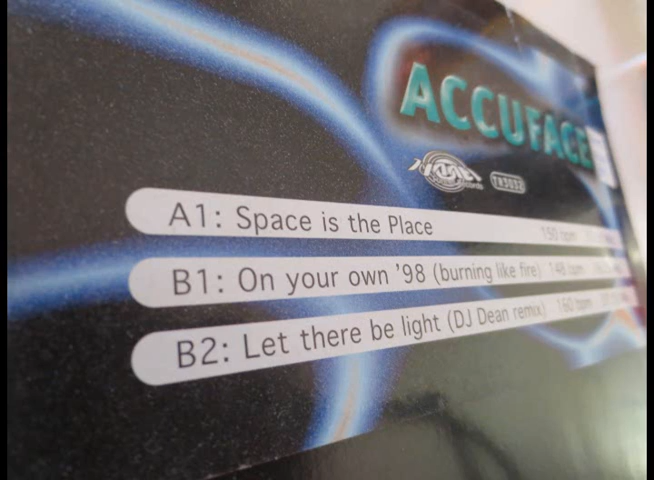 ACCUFACE
TR3032
A1: Space is the Place 150 bpm
B1: On your own '98 (burning like fire) 148 bpm
B2: Let there be light (DJ Dean remix) 160 bpm